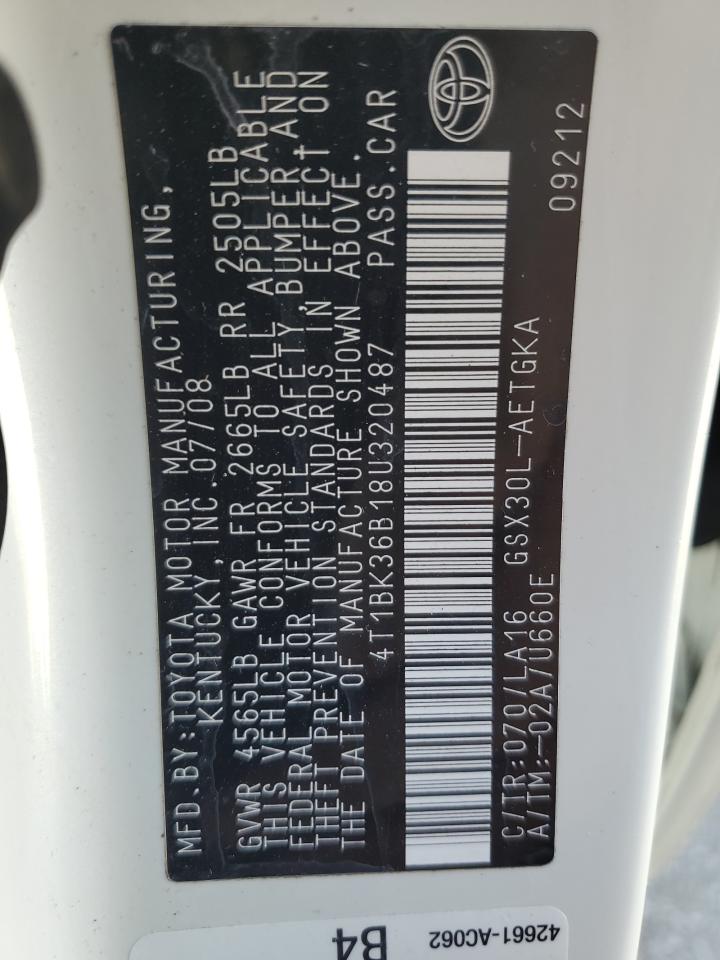 MFD.BY:TOYOTA MOTOR MANUFACTURING,
KENTUCKY, INC.07/08
GVWR 4565LB GAWR FR 2665LB RR 2505LB
THIS VEHICLE CONFORMS TO ALL APPLICABLE
FEDERAL MOTOR VEHICLE SAFETY,BUMPER,AND
THEFT PREVENTION STANDARDS IN EFFECT ON
THE DATE OF MANUFACTURE SHOWN ABOVE.
4T1BK36B18U320487 PASS.CAR
C/TR:070/LA16 GSX30L-AETGKA
A/TM:-02A/U660E 09212
42661-AC062
B4